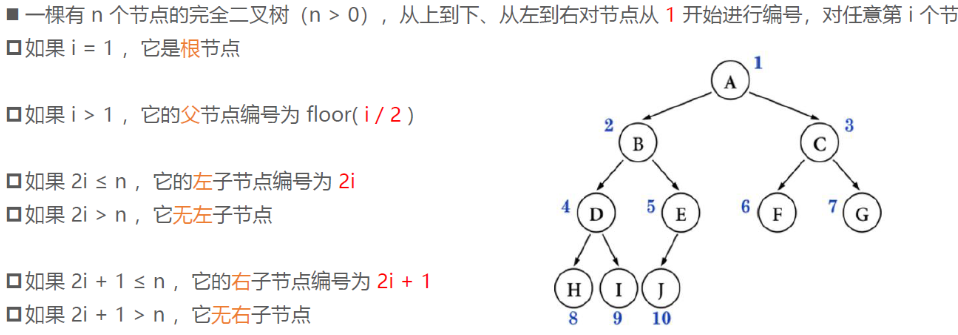 ■ 一棵有 n 个节点的完全二叉树（n > 0），从上到下、从左到右对节点从 1 开始进行编号，对任意第 i 个节
如果 i = 1 ，它是根节点
如果 i > 1 ，它的父节点编号为 floor( i / 2 )
如果 2i ≤ n ，它的左子节点编号为 2i
如果 2i > n ，它无左子节点
如果 2i + 1 ≤ n ，它的右子节点编号为 2i + 1
如果 2i + 1 > n ，它无右子节点
1
A
2 3
B C
4 5 6 7
D E F G
H I J
8 9 10